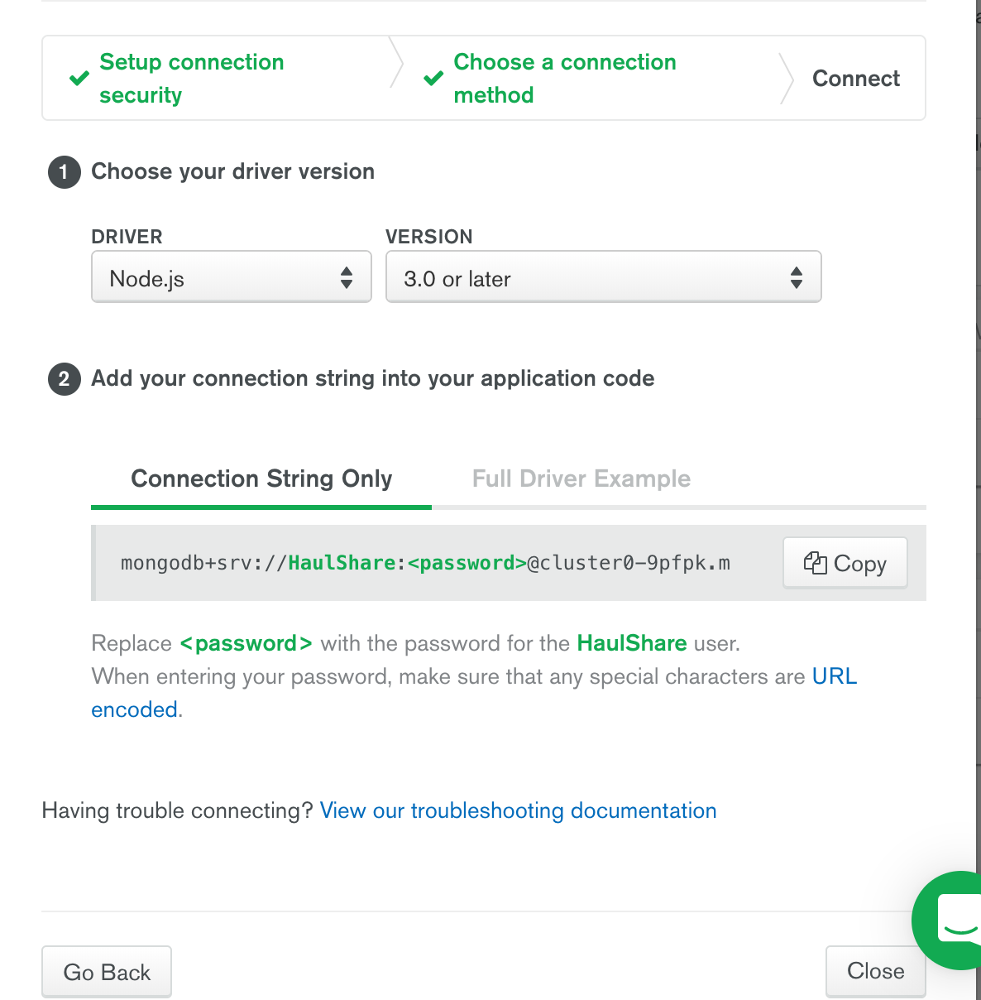 Setup connection
security
Choose a connection
method
Connect
1 Choose your driver version
DRIVER VERSION
Node.js 3.0 or later
2 Add your connection string into your application code
Connection String Only Full Driver Example
mongodb+srv://HaulShare:<password>@cluster0-9pfpk.m Copy
Replace <password> with the password for the HaulShare user.
When entering your password, make sure that any special characters are URL
encoded.
Having trouble connecting? View our troubleshooting documentation
Go Back Close